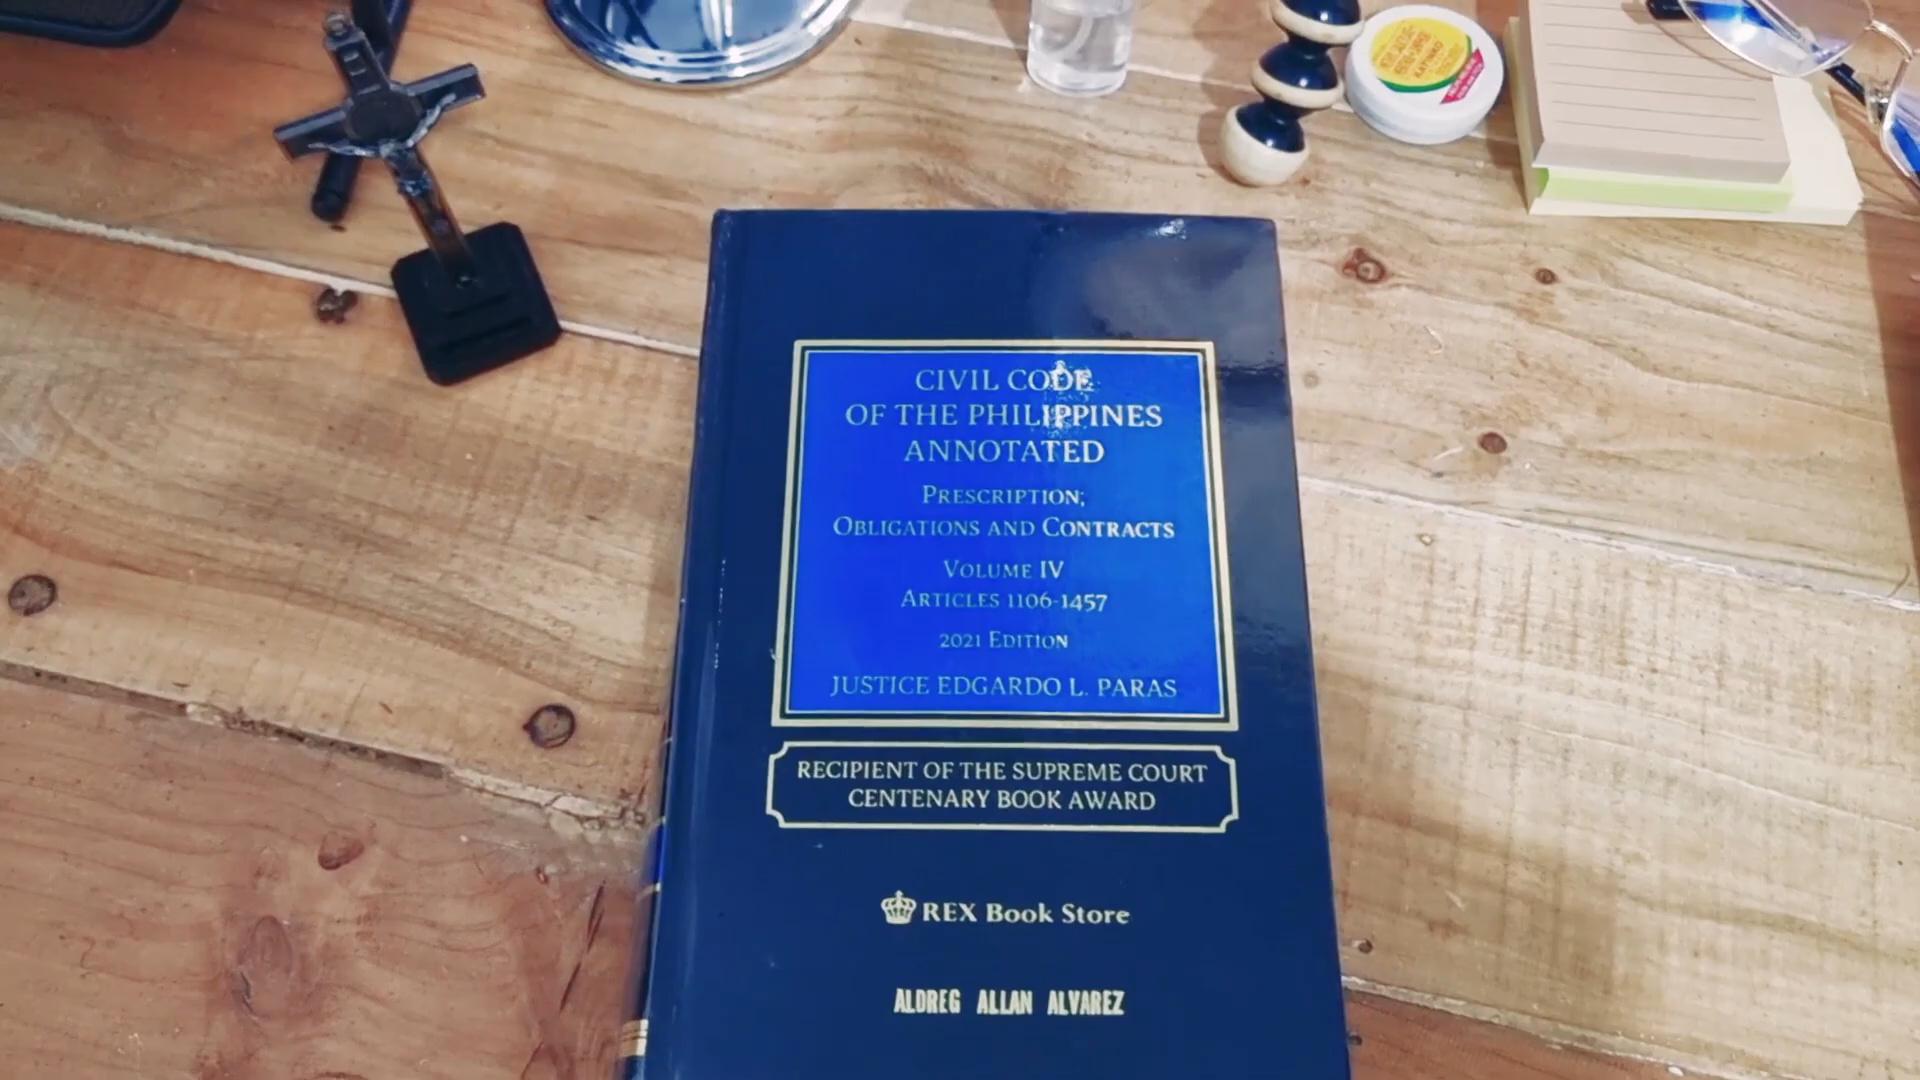 CIVIL CODE
OF THE PHILIPPINES
ANNOTATED
PRESCRIPTION;
OBLIGATIONS AND CONTRACTS
VOLUME IV
ARTICLES 1106-1457
2021 EDITION
JUSTICE EDGARDO L. PARAS
RECIPIENT OF THE SUPREME COURT
CENTENARY BOOK AWARD
REX Book Store
ALDREG ALLAN ALVAREZ
KATINKO